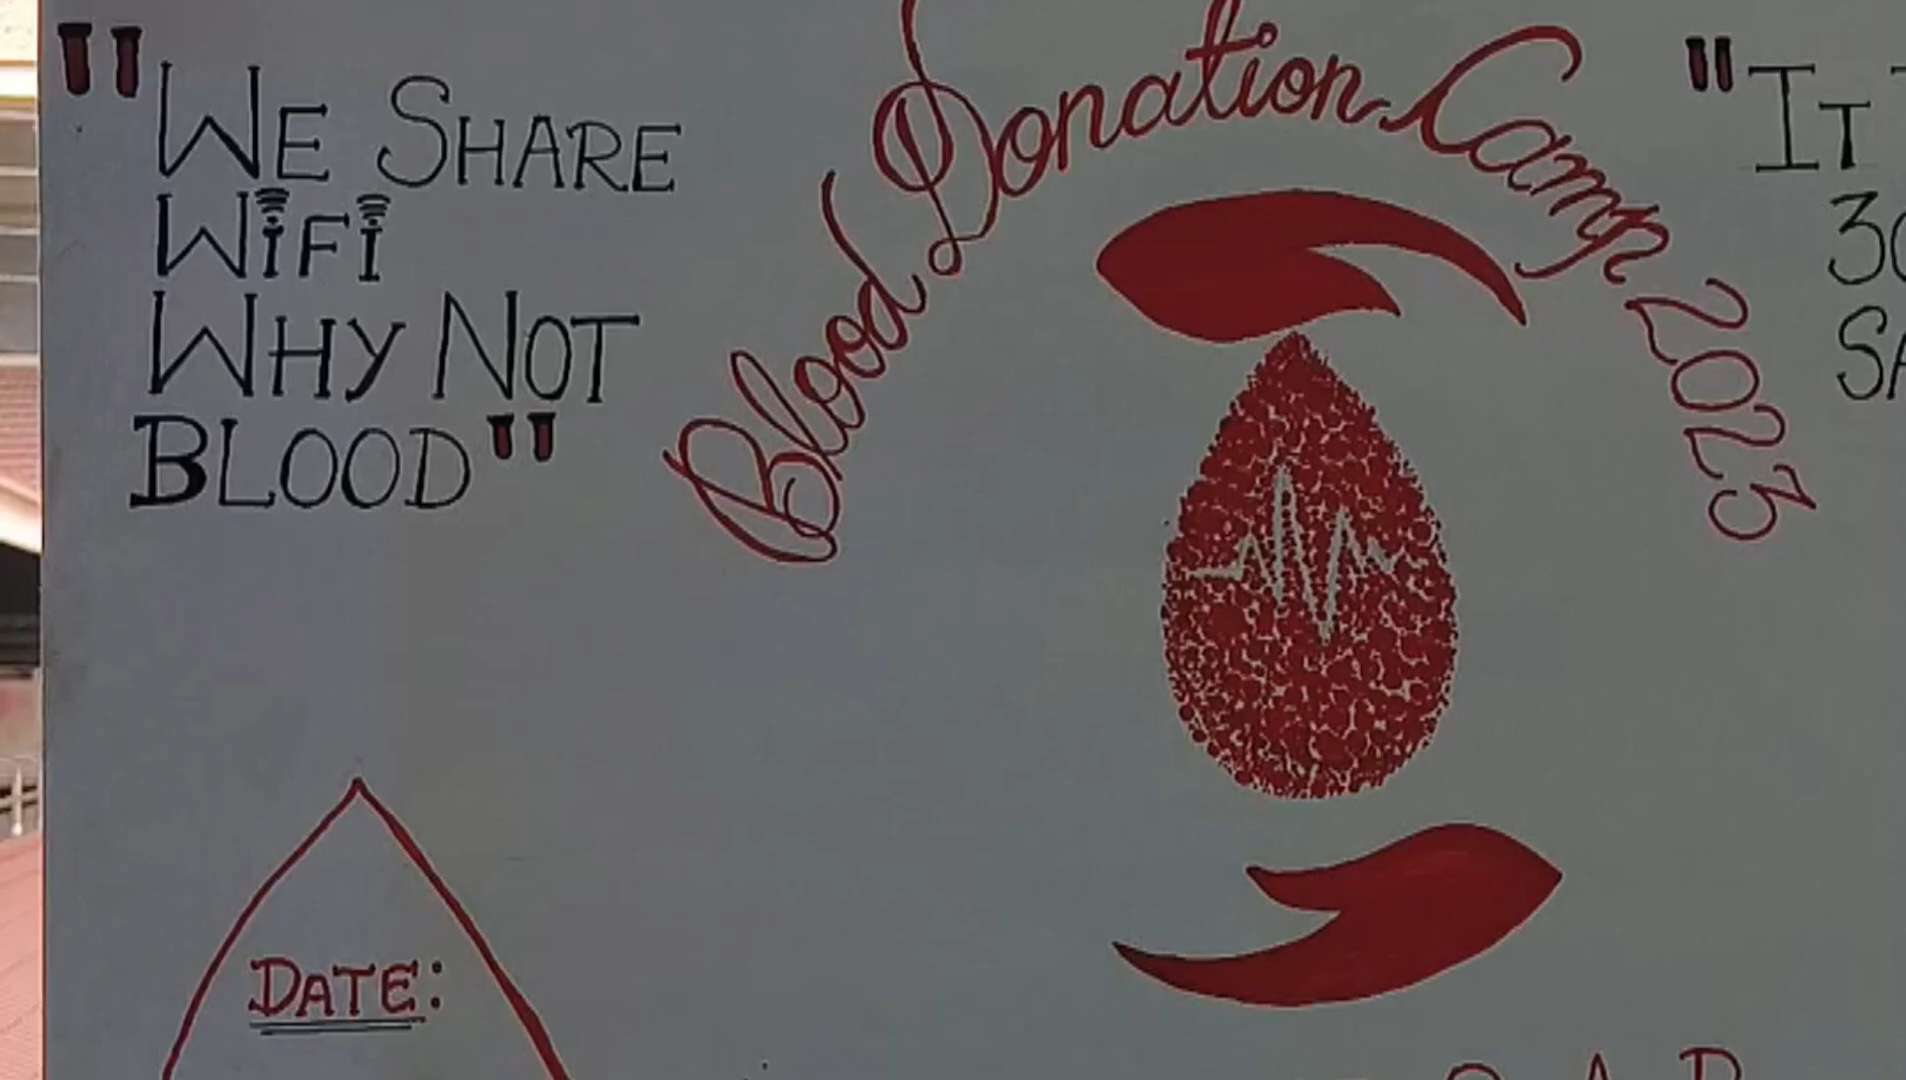 "WE SHARE
WiFi
WHY NOT
BLOOD"
Blood Donation Camp 2023
"IT
DATE: